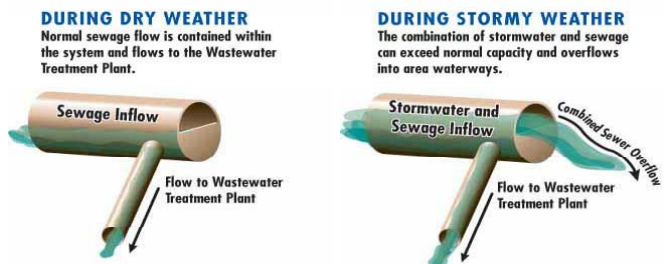 DURING DRY WEATHER
Normal sewage flow is contained within
the system and flows to the Wastewater
Treatment Plant.
Sewage Inflow
Flow to Wastewater
Treatment Plant
DURING STORMY WEATHER
The combination of stormwater and sewage
can exceed normal capacity and overflows
into area waterways.
Stormwater and
Sewage Inflow
Combined Sewer Overflow
Flow to Wastewater
Treatment Plant